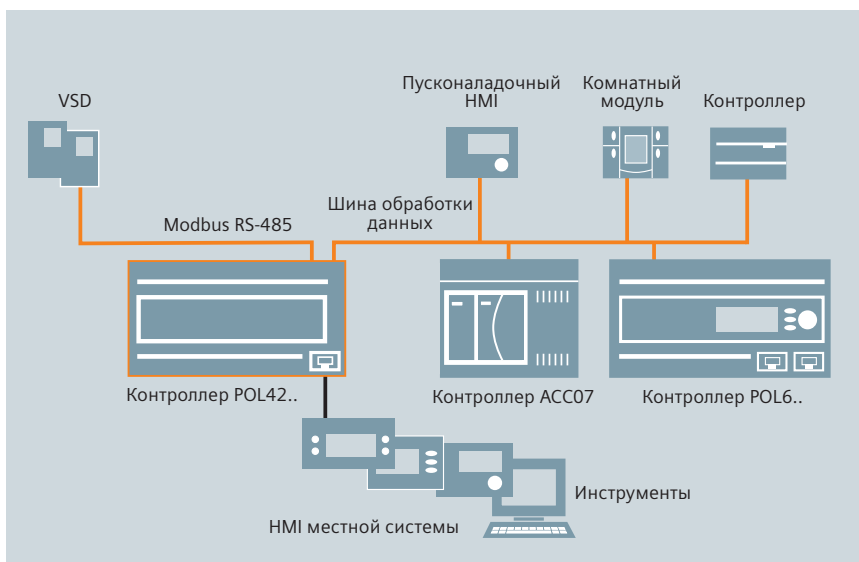 VSD
Пусконаладочный
HMI
Комнатный
модуль
Контроллер
Шина обработки
данных
Modbus RS-485
Контроллер POL42..
Контроллер ACC07
Контроллер POL6..
Инструменты
HMI местной системы